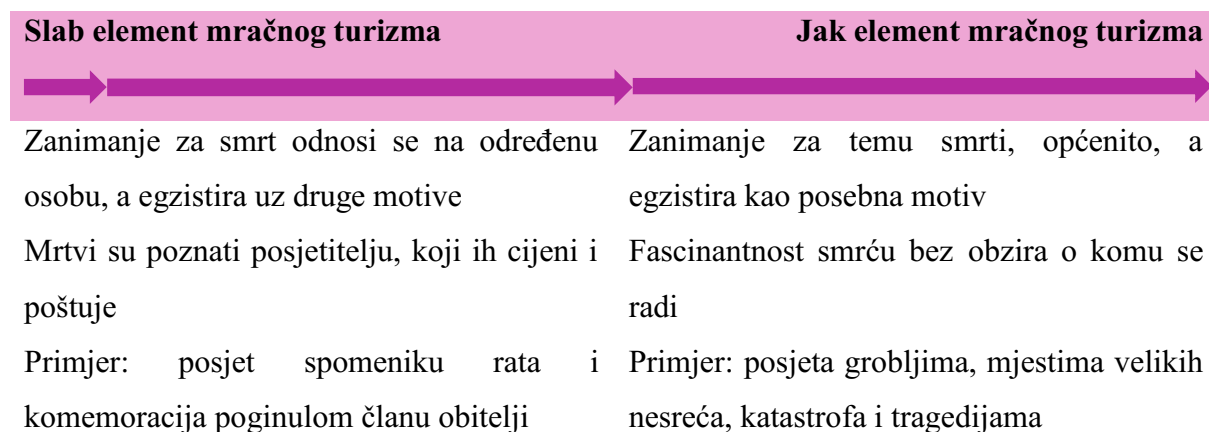 Slab element mračnog turizma
Jak element mračnog turizma
Zanimanje za smrt odnosi se na određenu
osobu, a egzistira uz druge motive
Mrtvi su poznati posjetitelju, koji ih cijeni i
poštuje
Primjer: posjet spomeniku rata i
komemoracija poginulom članu obitelji
Zanimanje za temu smrti, općenito, a
egzistira kao posebna motiv
Fascinantnost smrću bez obzira o komu se
radi
Primjer: posjeta grobljima, mjestima velikih
nesreća, katastrofa i tragedijama